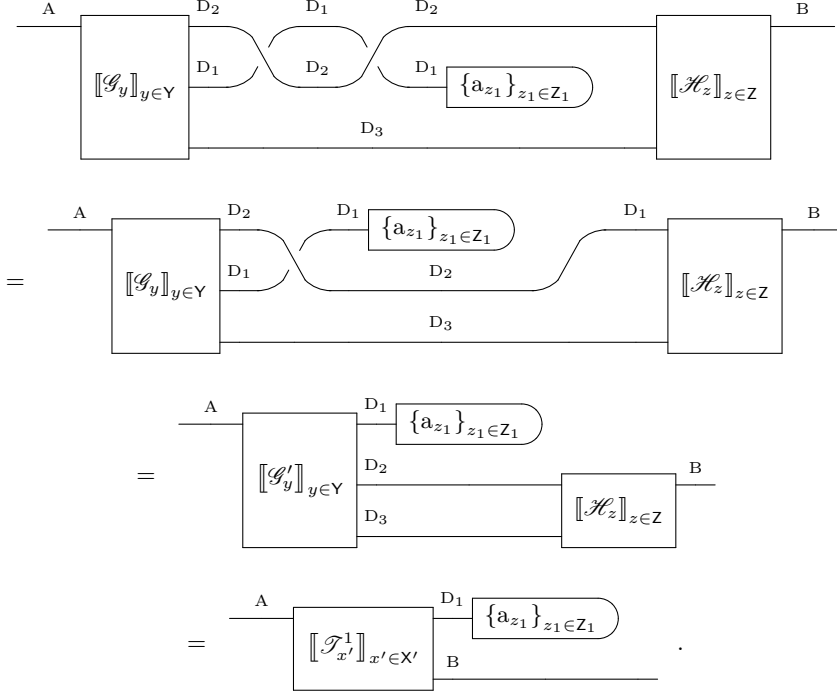 A D₂ D₁ D₂ B
⟦𝒢_y⟧_{y∈Y} D₁ D₂ D₁ {a_{z₁}}_{z₁∈Z₁} ⟦ℋ_z⟧_{z∈Z}
D₃
A D₂ D₁ {a_{z₁}}_{z₁∈Z₁} D₁ B
= ⟦𝒢_y⟧_{y∈Y} D₁ D₂ ⟦ℋ_z⟧_{z∈Z}
D₃
A D₁ {a_{z₁}}_{z₁∈Z₁}
= ⟦𝒢′_y⟧_{y∈Y} D₂ B
D₃ ⟦ℋ_z⟧_{z∈Z}
A D₁ {a_{z₁}}_{z₁∈Z₁}
= ⟦𝒯¹_{x′}⟧_{x′∈X′} B .